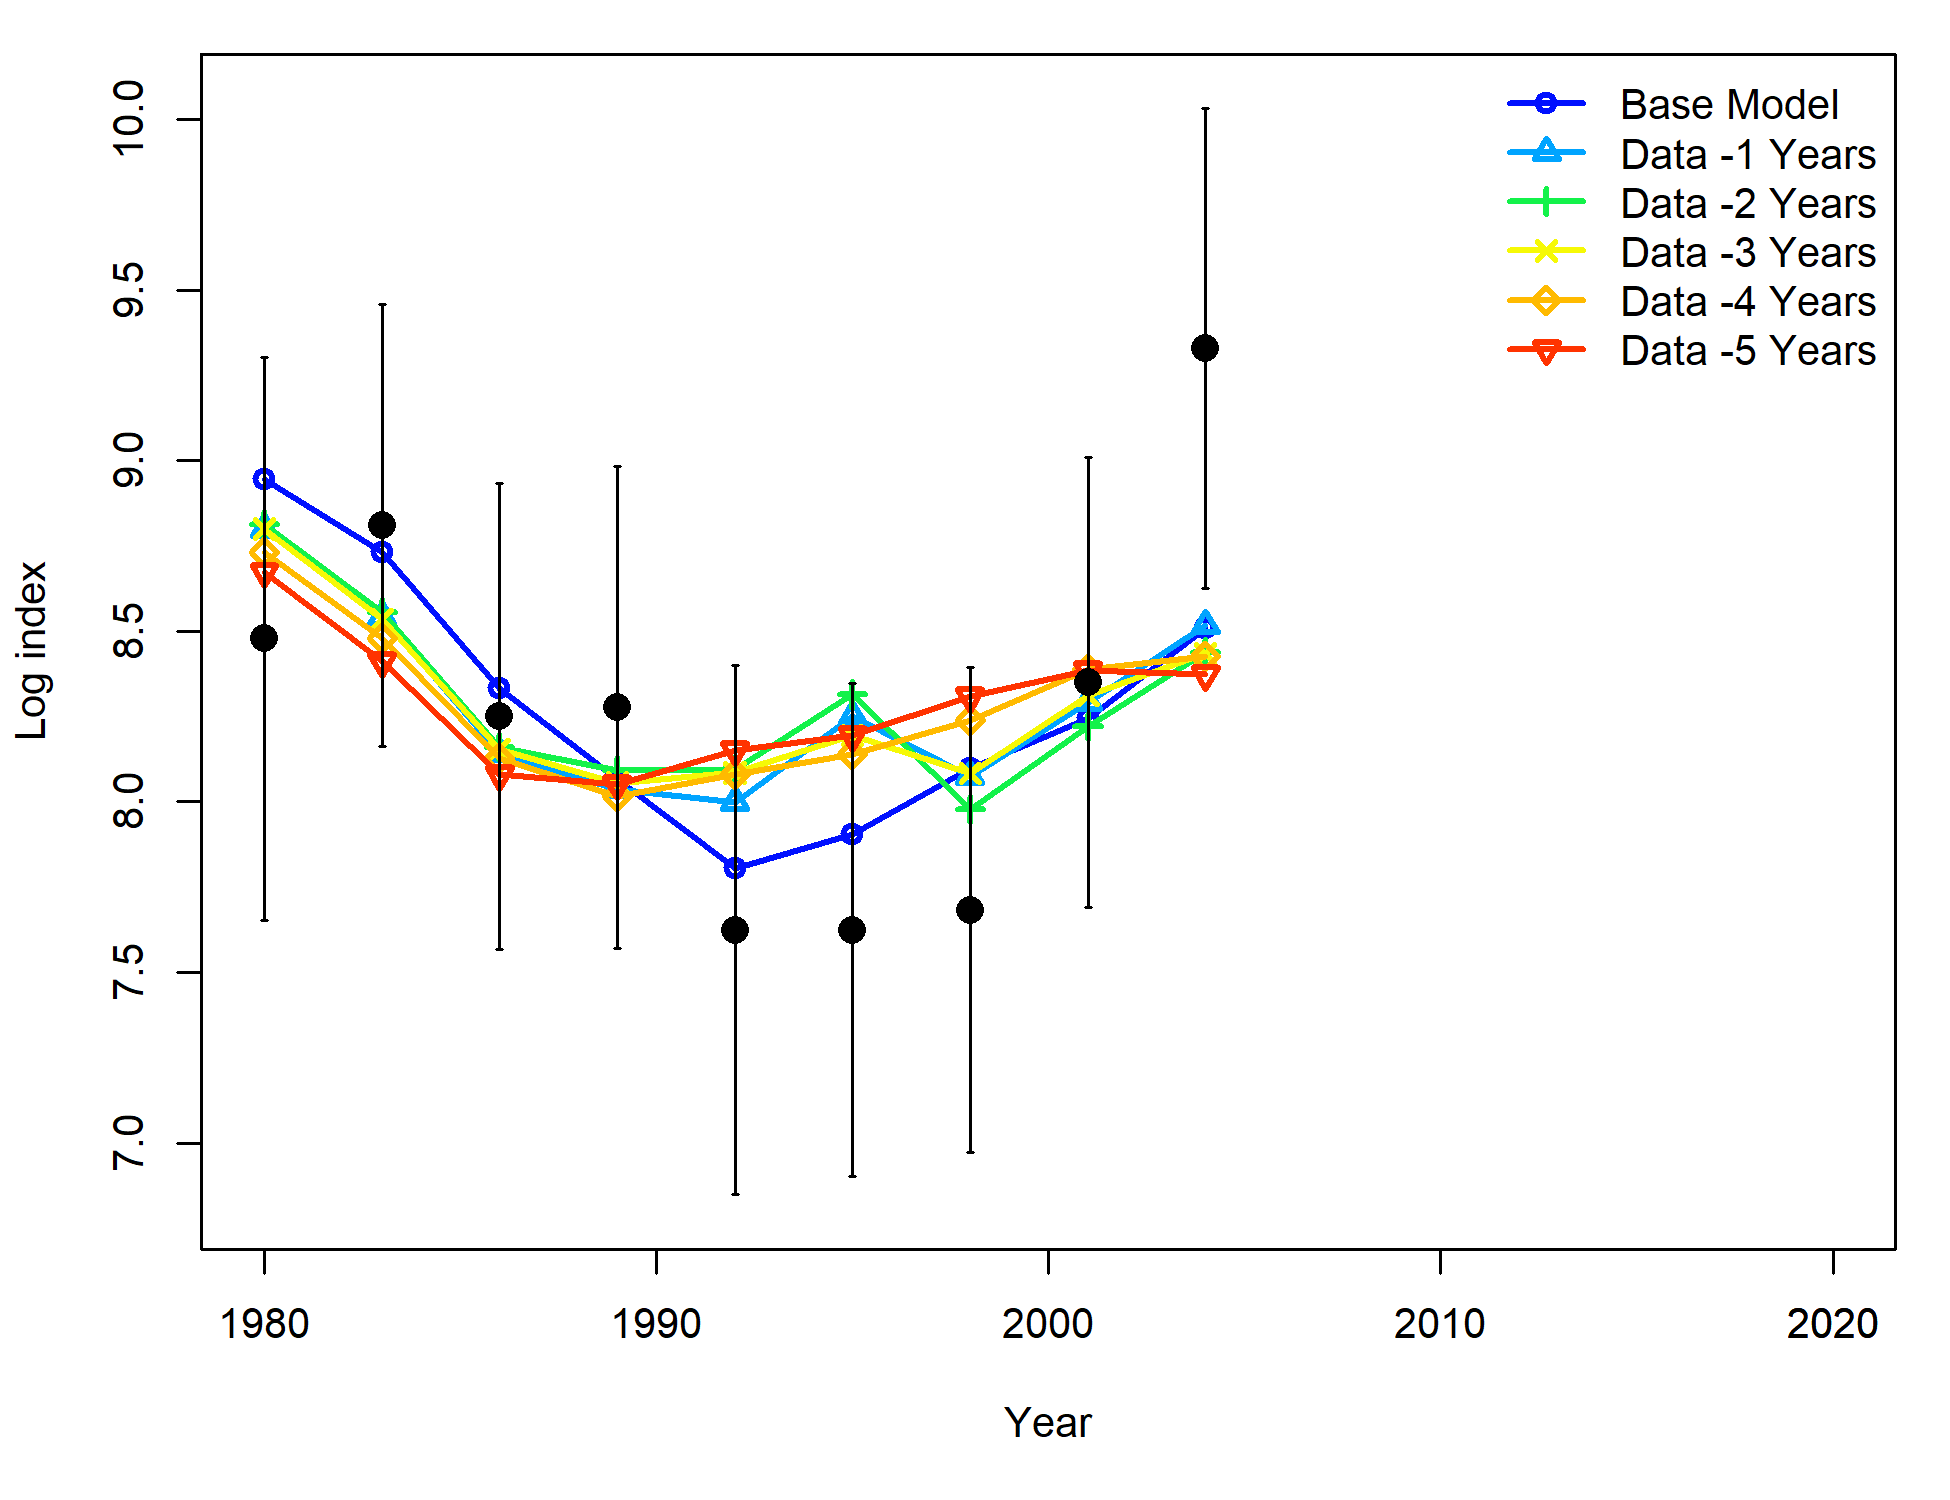 Base Model
Data -1 Years
Data -2 Years
Data -3 Years
Data -4 Years
Data -5 Years
10.0
9.5
9.0
8.5
8.0
7.5
7.0
Log index
1980 1990 2000 2010 2020
Year